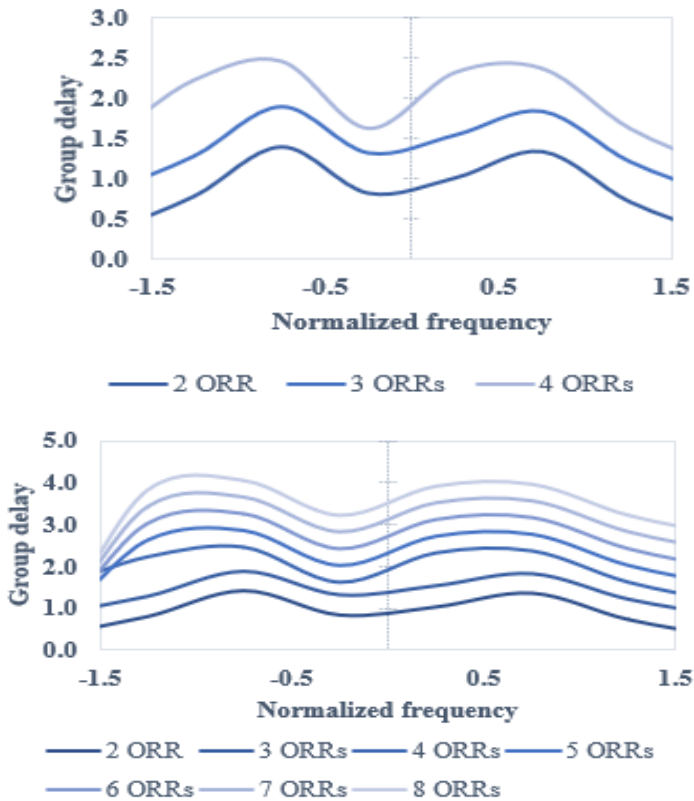 3.0
2.5
2.0
1.5
1.0
0.5
0.0
Group delay
-1.5 -0.5 0.5 1.5
Normalized frequency
2 ORR 3 ORRs 4 ORRs
5.0
4.0
3.0
2.0
1.0
0.0
Group delay
-1.5 -0.5 0.5 1.5
Normalized frequency
2 ORR 3 ORRs 4 ORRs 5 ORRs
6 ORRs 7 ORRs 8 ORRs